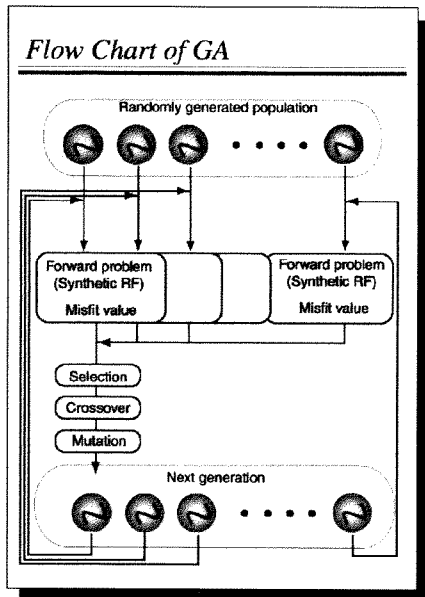 Flow Chart of GA
Randomly generated population
Forward problem
(Synthetic RF)
Misfit value
Forward problem
(Synthetic RF)
Misfit value
Selection
Crossover
Mutation
Next generation